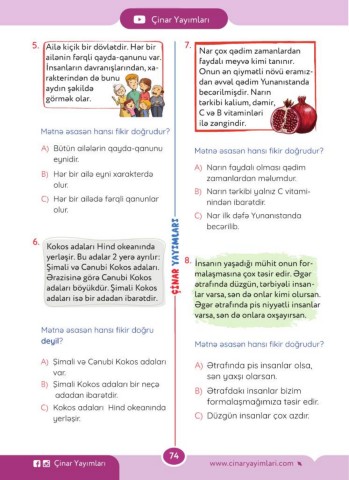 Çinar Yayımları
5.
Ailə kiçik bir dövlətdir. Hər bir
ailənin fərqli qayda-qanunu var.
İnsanların davranışlarından, xa-
rakterindən də bunu
aydın şəkildə
görmək olar.
Mətnə əsasən hansı fikir doğrudur?
A) Bütün ailələrin qayda-qanunu
eynidir.
B) Hər bir ailə eyni xarakterdə
olur.
C) Hər bir ailədə fərqli qanunlar
olur.
6.
Kokos adaları Hind okeanında
yerləşir. Bu adalar 2 yerə ayrılır:
Şimali və Cənubi Kokos adaları.
Ərazisinə görə Cənubi Kokos
adaları böyükdür. Şimali Kokos
adaları isə bir adadan ibarətdir.
Mətnə əsasən hansı fikir doğru
deyil?
A) Şimali və Cənubi Kokos adaları
var.
B) Şimali Kokos adaları bir neçə
adadan ibarətdir.
C) Kokos adaları Hind okeanında
yerləşir.
ÇİNAR YAYIMLARI
7.
Nar çox qədim zamanlardan
faydalı meyvə kimi tanınır.
Onun ən qiymətli növü eramız-
dan əvvəl qədim Yunanıstanda
becərilmişdir. Narın
tərkibi kalium, dəmir,
C və B vitaminləri
ilə zəngindir.
Mətnə əsasən hansı fikir doğrudur?
A) Narın faydalı olması qədim
zamanlardan məlumdur.
B) Narın tərkibi yalnız C vitami-
nindən ibarətdir.
C) Nar ilk dəfə Yunanıstanda
becərilib.
8.
İnsanın yaşadığı mühit onun for-
malaşmasına çox təsir edir. Əgər
ətrafında düzgün, tərbiyəli insan-
lar varsa, sən də onlar kimi olursan.
Əgər ətrafında pis niyyətli insanlar
varsa, sən də onlara oxşayırsan.
Mətnə əsasən hansı fikir doğrudur?
A) Ətrafında pis insanlar olsa,
sən yaxşı olarsan.
B) Ətrafdakı insanlar bizim
formalaşmağımıza təsir edir.
C) Düzgün insanlar çox azdır.
Çinar Yayımları
74
www.cinaryayimlari.com